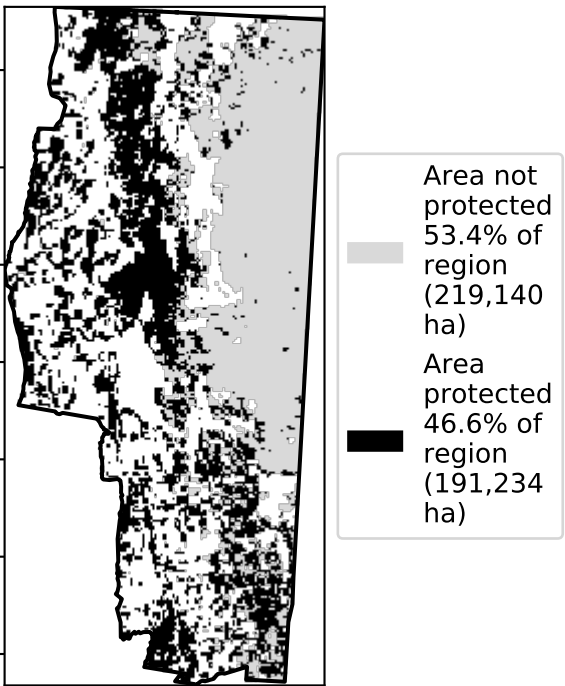 Area not
protected
53.4% of
region
(219,140
ha)
Area
protected
46.6% of
region
(191,234
ha)